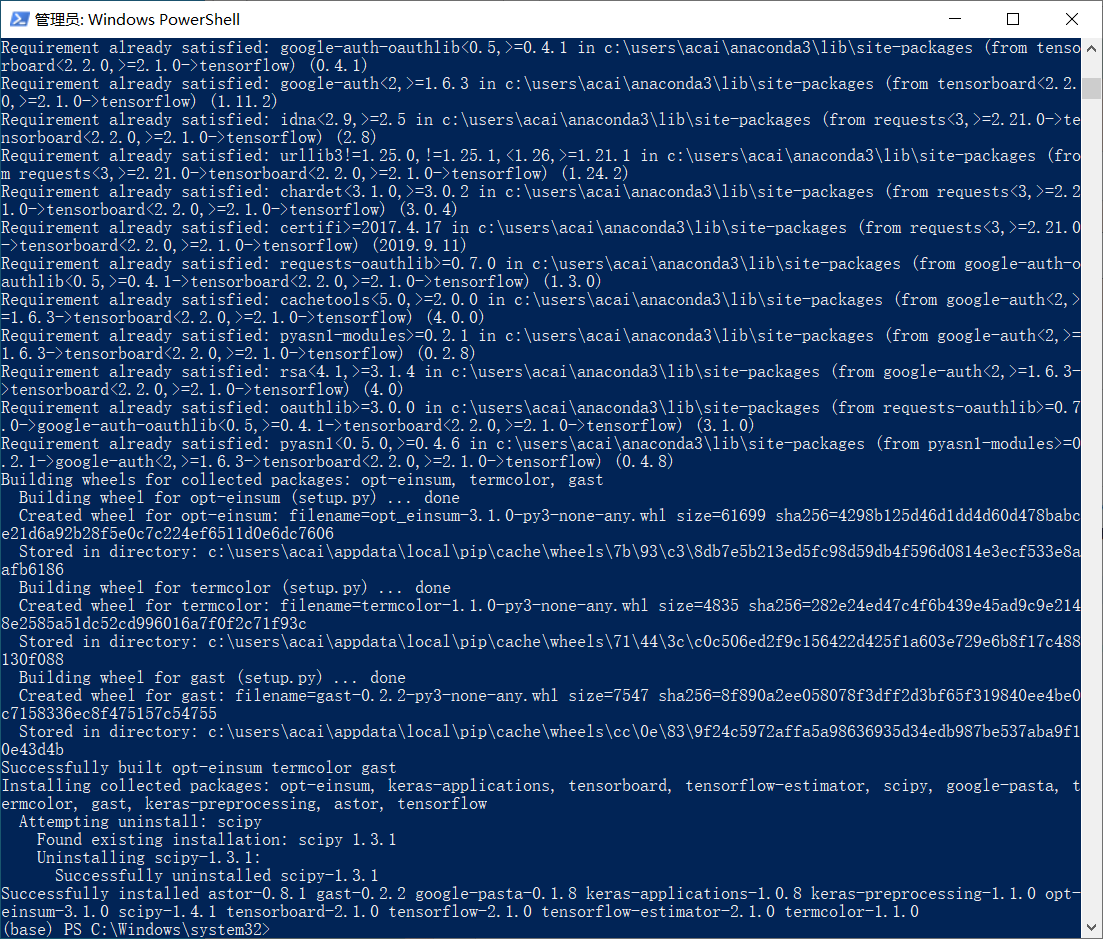 管理员: Windows PowerShell
Requirement already satisfied: google-auth-oauthlib<0.5,>=0.4.1 in c:\users\acai\anaconda3\lib\site-packages (from tenso
rboard<2.2.0,>=2.1.0->tensorflow) (0.4.1)
Requirement already satisfied: google-auth<2,>=1.6.3 in c:\users\acai\anaconda3\lib\site-packages (from tensorboard<2.2.
0,>=2.1.0->tensorflow) (1.11.2)
Requirement already satisfied: idna<2.9,>=2.5 in c:\users\acai\anaconda3\lib\site-packages (from requests<3,>=2.21.0->te
nsorboard<2.2.0,>=2.1.0->tensorflow) (2.8)
Requirement already satisfied: urllib3!=1.25.0,!=1.25.1,<1.26,>=1.21.1 in c:\users\acai\anaconda3\lib\site-packages (fro
m requests<3,>=2.21.0->tensorboard<2.2.0,>=2.1.0->tensorflow) (1.24.2)
Requirement already satisfied: chardet<3.1.0,>=3.0.2 in c:\users\acai\anaconda3\lib\site-packages (from requests<3,>=2.2
1.0->tensorboard<2.2.0,>=2.1.0->tensorflow) (3.0.4)
Requirement already satisfied: certifi>=2017.4.17 in c:\users\acai\anaconda3\lib\site-packages (from requests<3,>=2.21.0
->tensorboard<2.2.0,>=2.1.0->tensorflow) (2019.9.11)
Requirement already satisfied: requests-oauthlib>=0.7.0 in c:\users\acai\anaconda3\lib\site-packages (from google-auth-o
authlib<0.5,>=0.4.1->tensorboard<2.2.0,>=2.1.0->tensorflow) (1.3.0)
Requirement already satisfied: cachetools<5.0,>=2.0.0 in c:\users\acai\anaconda3\lib\site-packages (from google-auth<2,>
=1.6.3->tensorboard<2.2.0,>=2.1.0->tensorflow) (4.0.0)
Requirement already satisfied: pyasn1-modules>=0.2.1 in c:\users\acai\anaconda3\lib\site-packages (from google-auth<2,>=
1.6.3->tensorboard<2.2.0,>=2.1.0->tensorflow) (0.2.8)
Requirement already satisfied: rsa<4.1,>=3.1.4 in c:\users\acai\anaconda3\lib\site-packages (from google-auth<2,>=1.6.3-
>tensorboard<2.2.0,>=2.1.0->tensorflow) (4.0)
Requirement already satisfied: oauthlib>=3.0.0 in c:\users\acai\anaconda3\lib\site-packages (from requests-oauthlib>=0.7
.0->google-auth-oauthlib<0.5,>=0.4.1->tensorboard<2.2.0,>=2.1.0->tensorflow) (3.1.0)
Requirement already satisfied: pyasn1<0.5.0,>=0.4.6 in c:\users\acai\anaconda3\lib\site-packages (from pyasn1-modules>=0
.2.1->google-auth<2,>=1.6.3->tensorboard<2.2.0,>=2.1.0->tensorflow) (0.4.8)
Building wheels for collected packages: opt-einsum, termcolor, gast
  Building wheel for opt-einsum (setup.py) ... done
  Created wheel for opt-einsum: filename=opt_einsum-3.1.0-py3-none-any.whl size=61699 sha256=4298b125d46d1dd4d60d478babc
e21d6a92b28f5e0c7c224ef6511d0e6dc7606
  Stored in directory: c:\users\acai\appdata\local\pip\cache\wheels\7b\93\c3\8db7e5b213ed5fc98d59db4f596d0814e3ecf533e8a
afb6186
  Building wheel for termcolor (setup.py) ... done
  Created wheel for termcolor: filename=termcolor-1.1.0-py3-none-any.whl size=4835 sha256=282e24ed47c4f6b439e45ad9c9e214
8e2585a51dc52cd996016a7f0f2c71f93c
  Stored in directory: c:\users\acai\appdata\local\pip\cache\wheels\71\44\3c\c0c506ed2f9c156422d425f1a603e729e6b8f17c488
130f088
  Building wheel for gast (setup.py) ... done
  Created wheel for gast: filename=gast-0.2.2-py3-none-any.whl size=7547 sha256=8f890a2ee058078f3dff2d3bf65f319840ee4be0
c7158336ec8f475157c54755
  Stored in directory: c:\users\acai\appdata\local\pip\cache\wheels\cc\0e\83\9f24c5972affa5a98636935d34edb987be537aba9f1
0e43d4b
Successfully built opt-einsum termcolor gast
Installing collected packages: opt-einsum, keras-applications, tensorboard, tensorflow-estimator, scipy, google-pasta, t
ermcolor, gast, keras-preprocessing, astor, tensorflow
  Attempting uninstall: scipy
    Found existing installation: scipy 1.3.1
    Uninstalling scipy-1.3.1:
      Successfully uninstalled scipy-1.3.1
Successfully installed astor-0.8.1 gast-0.2.2 google-pasta-0.1.8 keras-applications-1.0.8 keras-preprocessing-1.1.0 opt-
einsum-3.1.0 scipy-1.4.1 tensorboard-2.1.0 tensorflow-2.1.0 tensorflow-estimator-2.1.0 termcolor-1.1.0
(base) PS C:\Windows\system32>